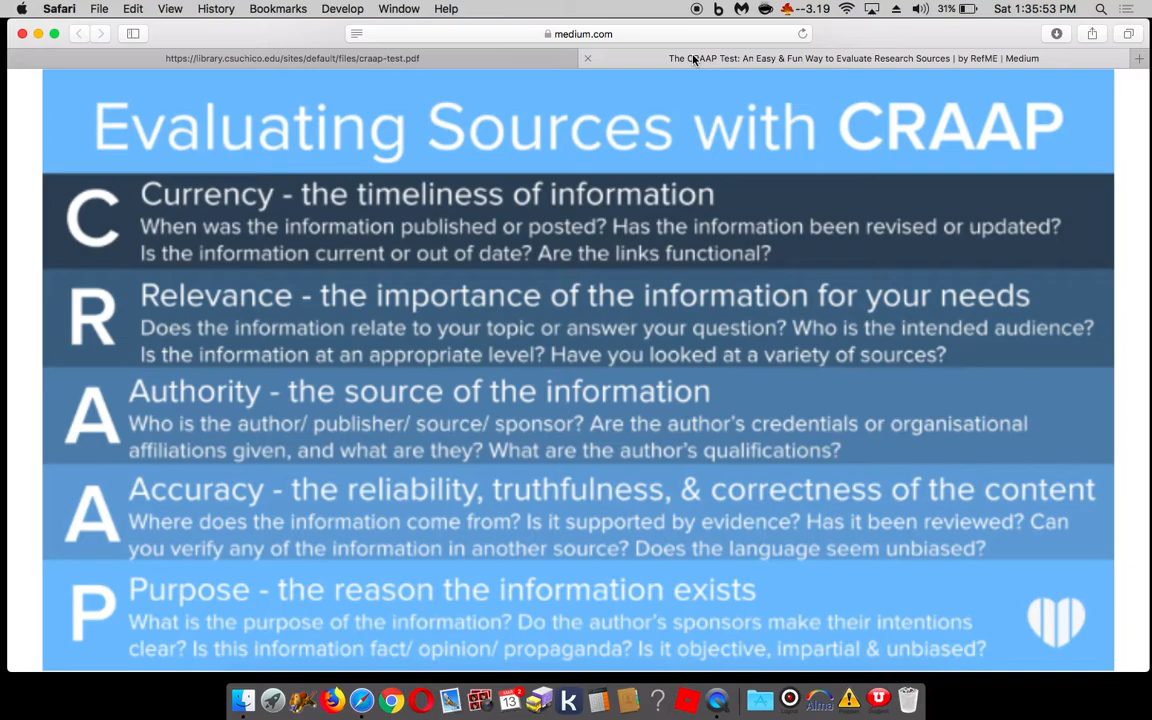 Safari File Edit View History Bookmarks Develop Window Help --3.19 31% Sat 1:35:53 PM
medium.com
https://library.csuchico.edu/sites/default/files/craap-test.pdf The CRAAP Test: An Easy & Fun Way to Evaluate Research Sources | by RefME | Medium
Evaluating Sources with CRAAP
C
Currency - the timeliness of information
When was the information published or posted? Has the information been revised or updated?
Is the information current or out of date? Are the links functional?
R
Relevance - the importance of the information for your needs
Does the information relate to your topic or answer your question? Who is the intended audience?
Is the information at an appropriate level? Have you looked at a variety of sources?
A
Authority - the source of the information
Who is the author/ publisher/ source/ sponsor? Are the author's credentials or organisational
affiliations given, and what are they? What are the author's qualifications?
A
Accuracy - the reliability, truthfulness, & correctness of the content
Where does the information come from? Is it supported by evidence? Has it been reviewed? Can
you verify any of the information in another source? Does the language seem unbiased?
P
Purpose - the reason the information exists
What is the purpose of the information? Do the author's sponsors make their intentions
clear? Is this information fact/ opinion/ propaganda? Is it objective, impartial & unbiased?
MAR 13 2 K ? Alma